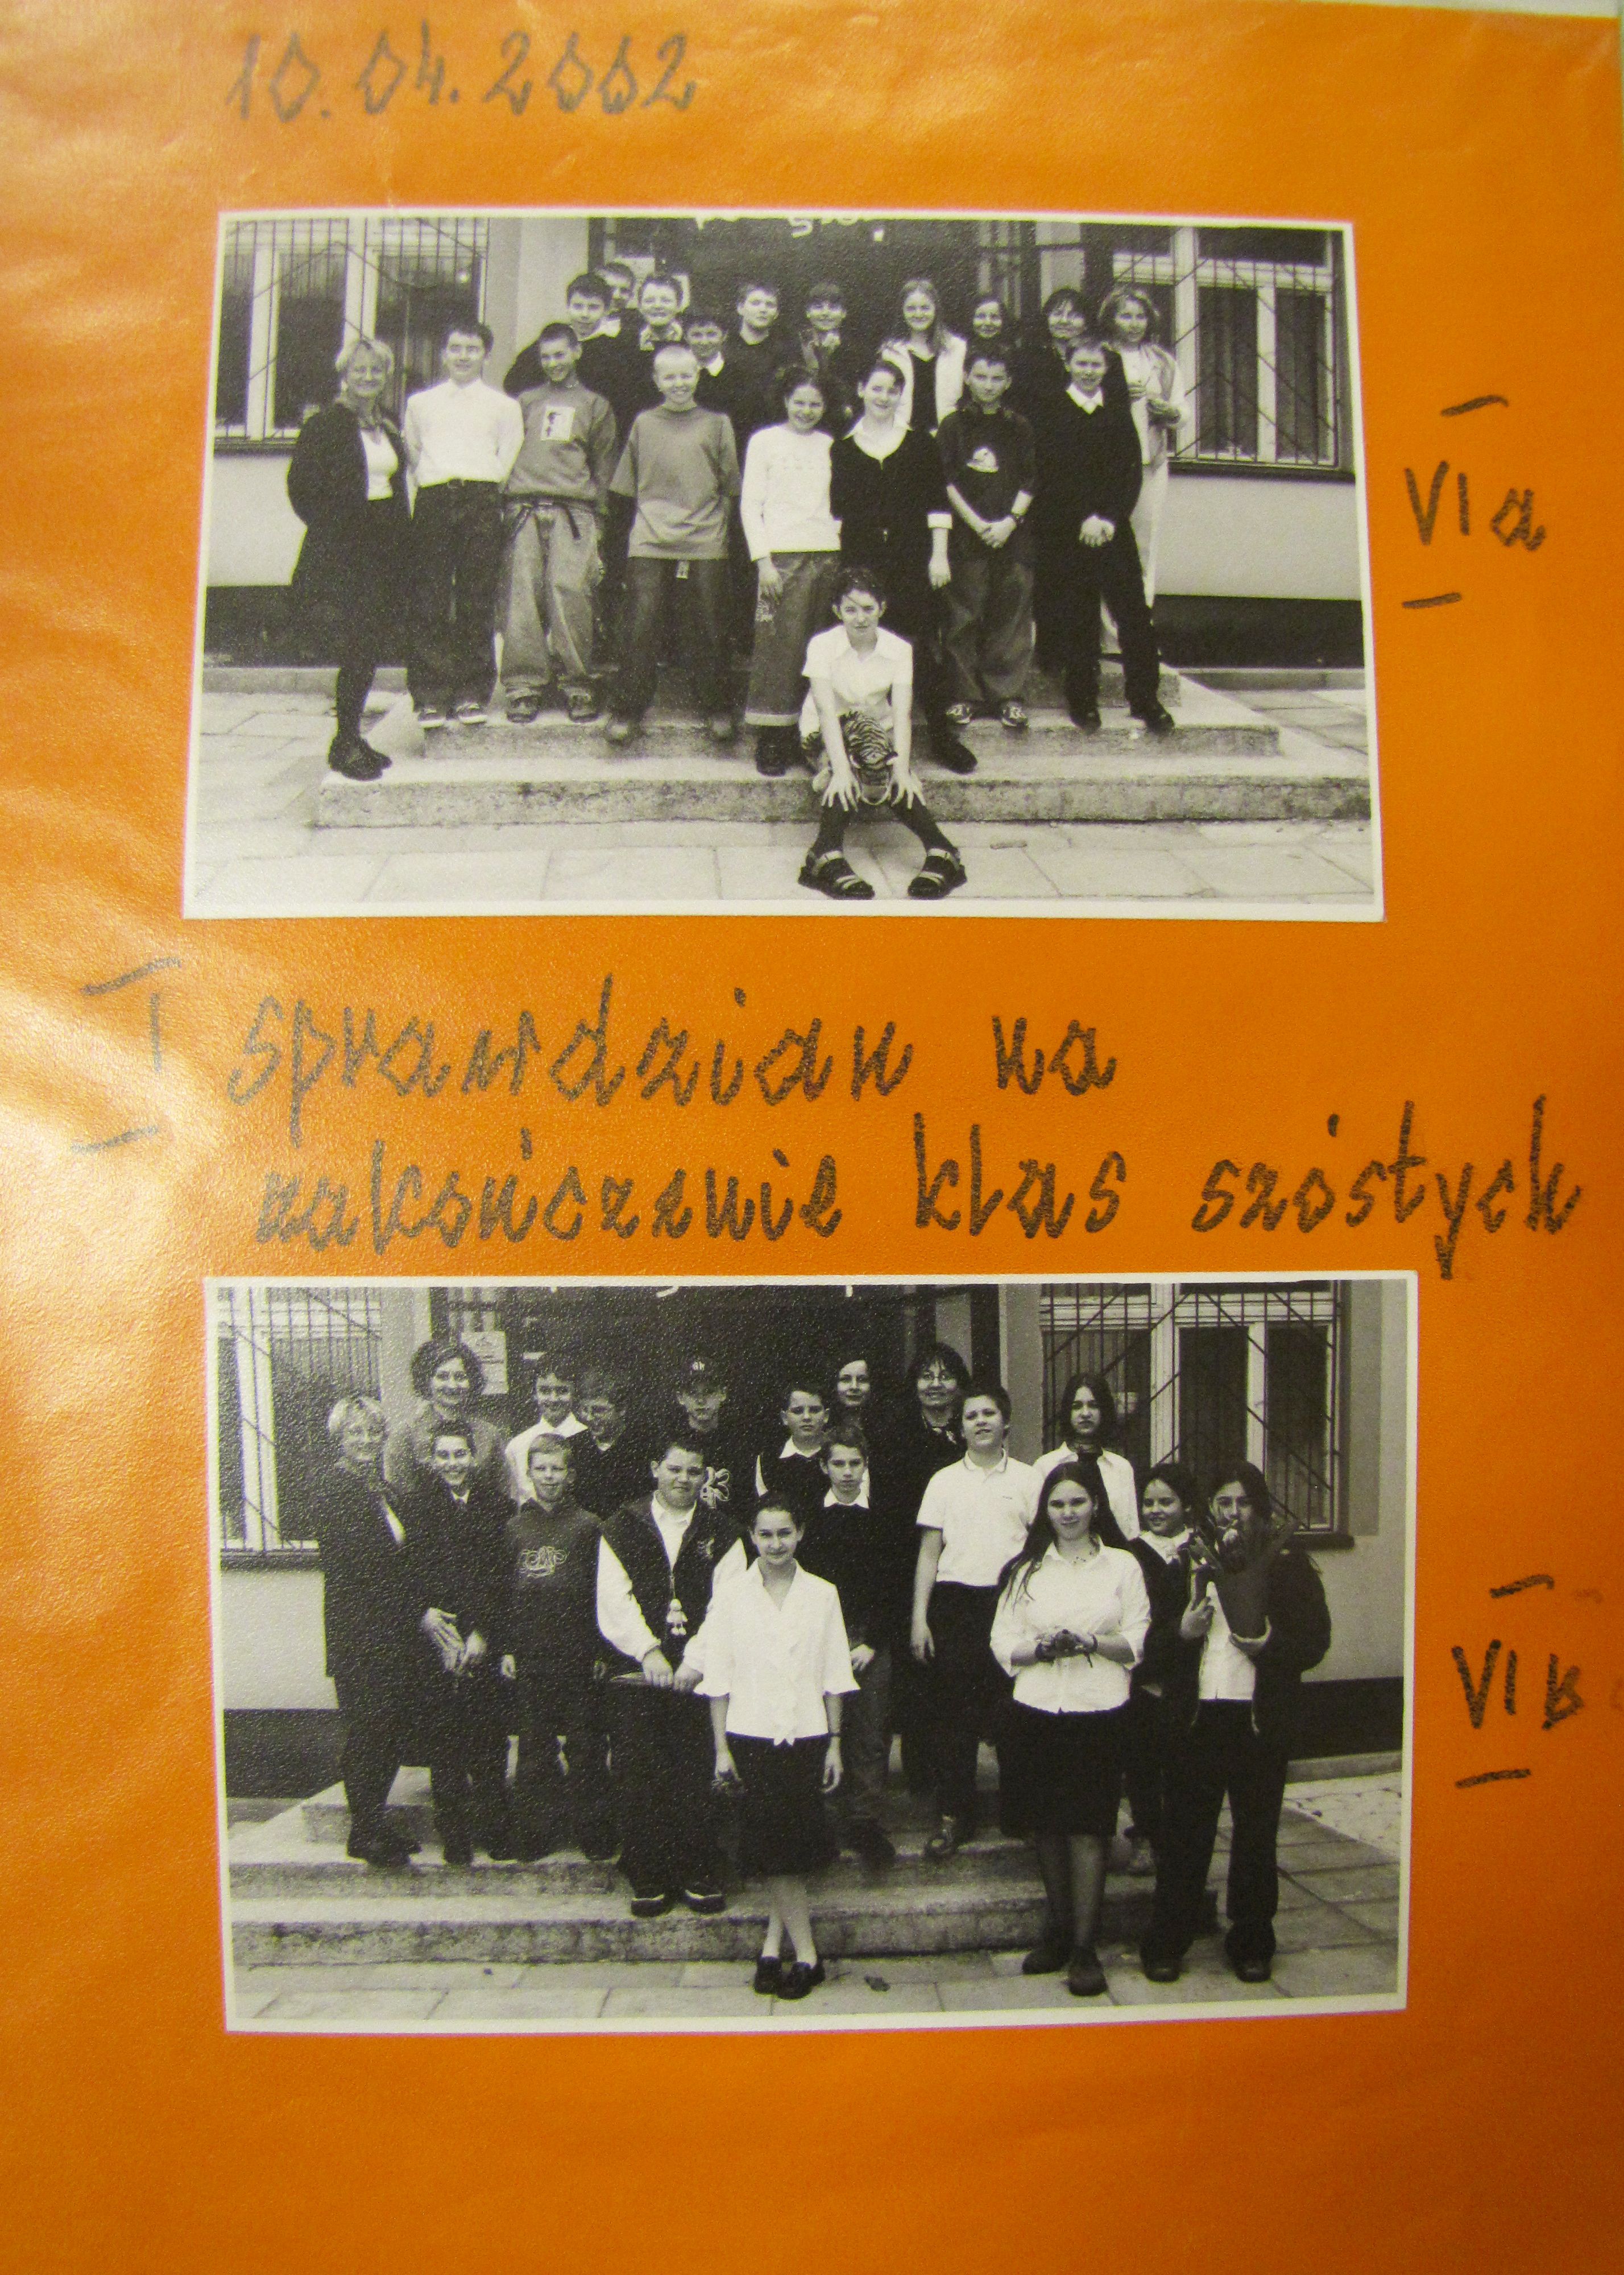 10.04.2002
VI a
I sprawdzian na
zakończenie klas szóstych
VI b